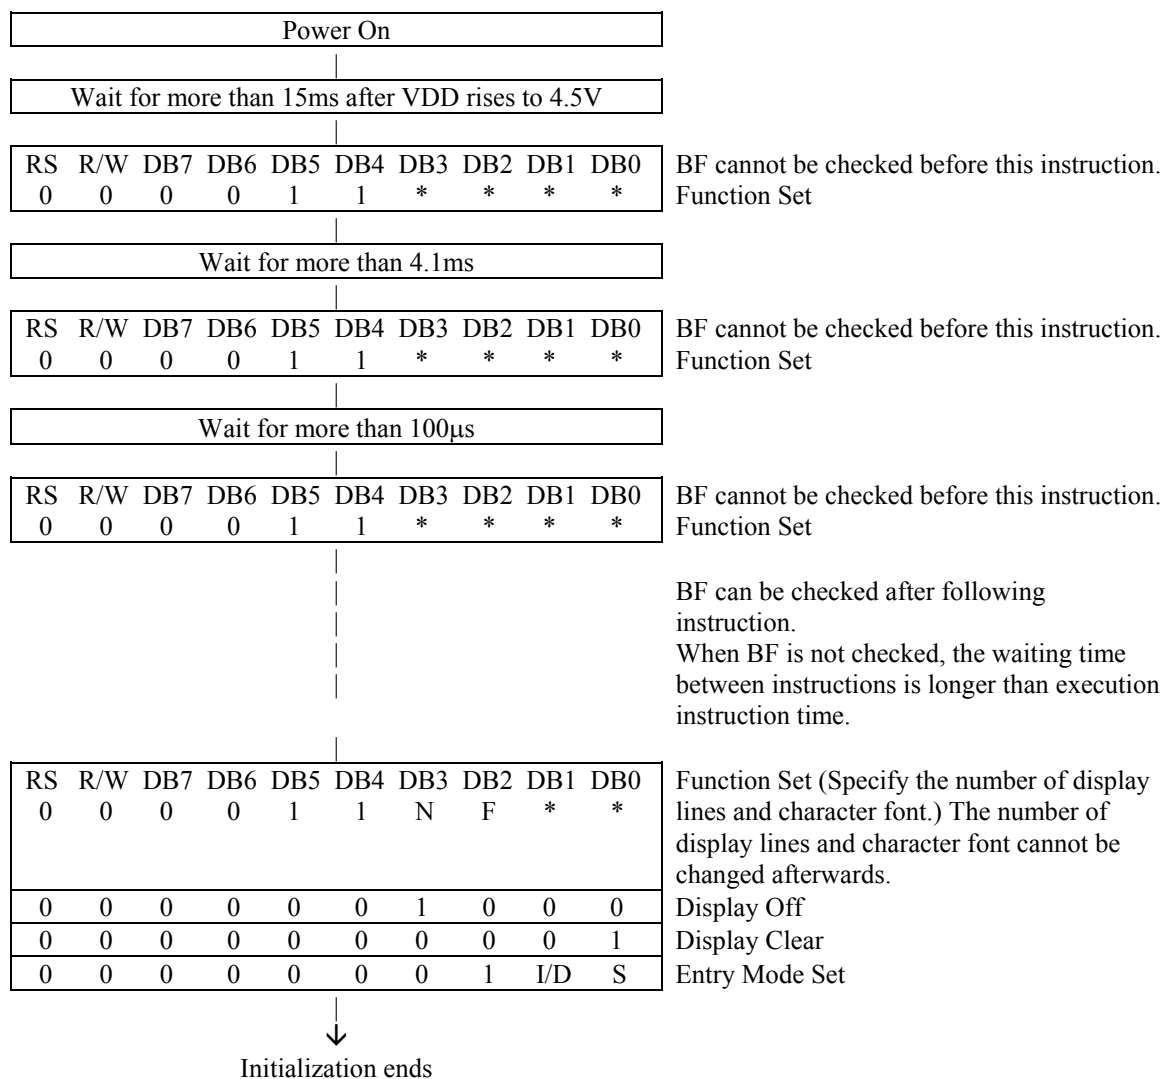 Power On
Wait for more than 15ms after VDD rises to 4.5V
RS R/W DB7 DB6 DB5 DB4 DB3 DB2 DB1 DB0 BF cannot be checked before this instruction.
0 0 0 0 1 1 * * * * Function Set
Wait for more than 4.1ms
RS R/W DB7 DB6 DB5 DB4 DB3 DB2 DB1 DB0 BF cannot be checked before this instruction.
0 0 0 0 1 1 * * * * Function Set
Wait for more than 100μs
RS R/W DB7 DB6 DB5 DB4 DB3 DB2 DB1 DB0 BF cannot be checked before this instruction.
0 0 0 0 1 1 * * * * Function Set
BF can be checked after following
instruction.
When BF is not checked, the waiting time
between instructions is longer than execution
instruction time.
RS R/W DB7 DB6 DB5 DB4 DB3 DB2 DB1 DB0 Function Set (Specify the number of display
0 0 0 0 1 1 N F * * lines and character font.) The number of
display lines and character font cannot be
changed afterwards.
0 0 0 0 0 0 1 0 0 0 Display Off
0 0 0 0 0 0 0 0 0 1 Display Clear
0 0 0 0 0 0 0 1 I/D S Entry Mode Set
Initialization ends